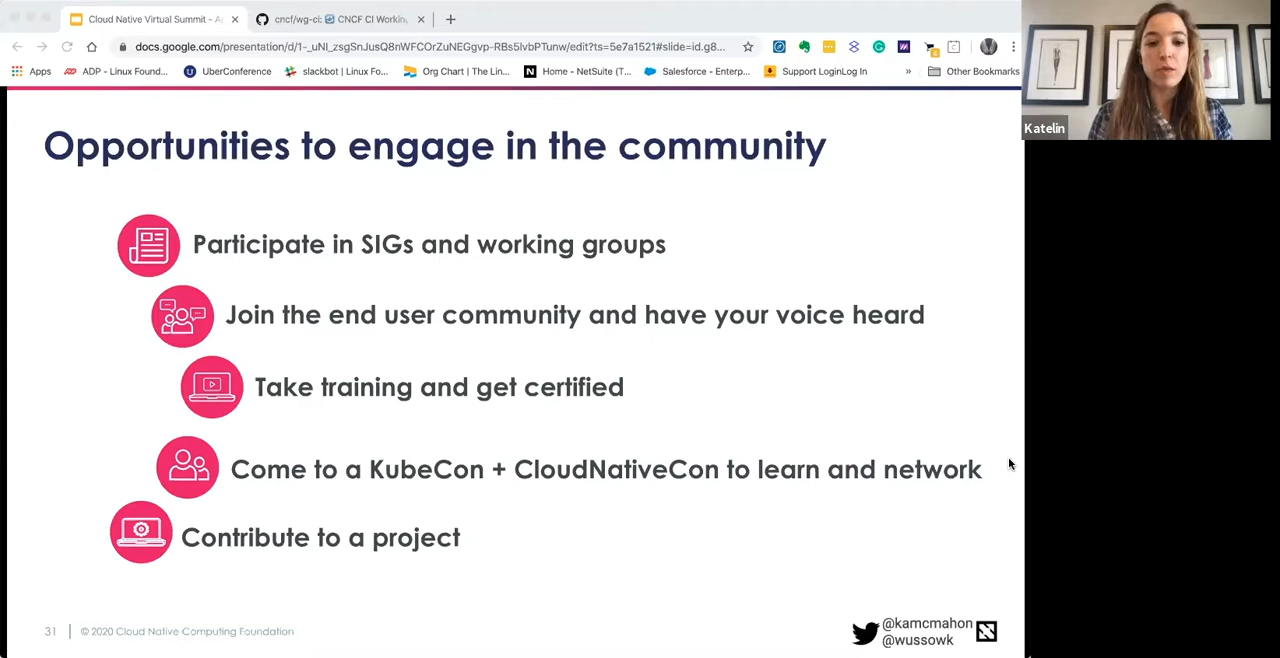 Cloud Native Virtual Summit - A
cncf/wg-ci: CNCF CI Workin
docs.google.com/presentation/d/1-_uNI_zsgSnJusQ8nWFCOrZuNEGgvp-RBs5IvbPTunw/edit?ts=5e7a1521#slide=id.g8...
Apps ADP - Linux Found... UberConference slackbot | Linux Fo... Org Chart | The Lin... Home - NetSuite (T... Salesforce - Enterp... Support LoginLog In » Other Bookmarks
Katelin
Opportunities to engage in the community
Participate in SIGs and working groups
Join the end user community and have your voice heard
Take training and get certified
Come to a KubeCon + CloudNativeCon to learn and network
Contribute to a project
31 | © 2020 Cloud Native Computing Foundation
@kamcmahon
@wussowk